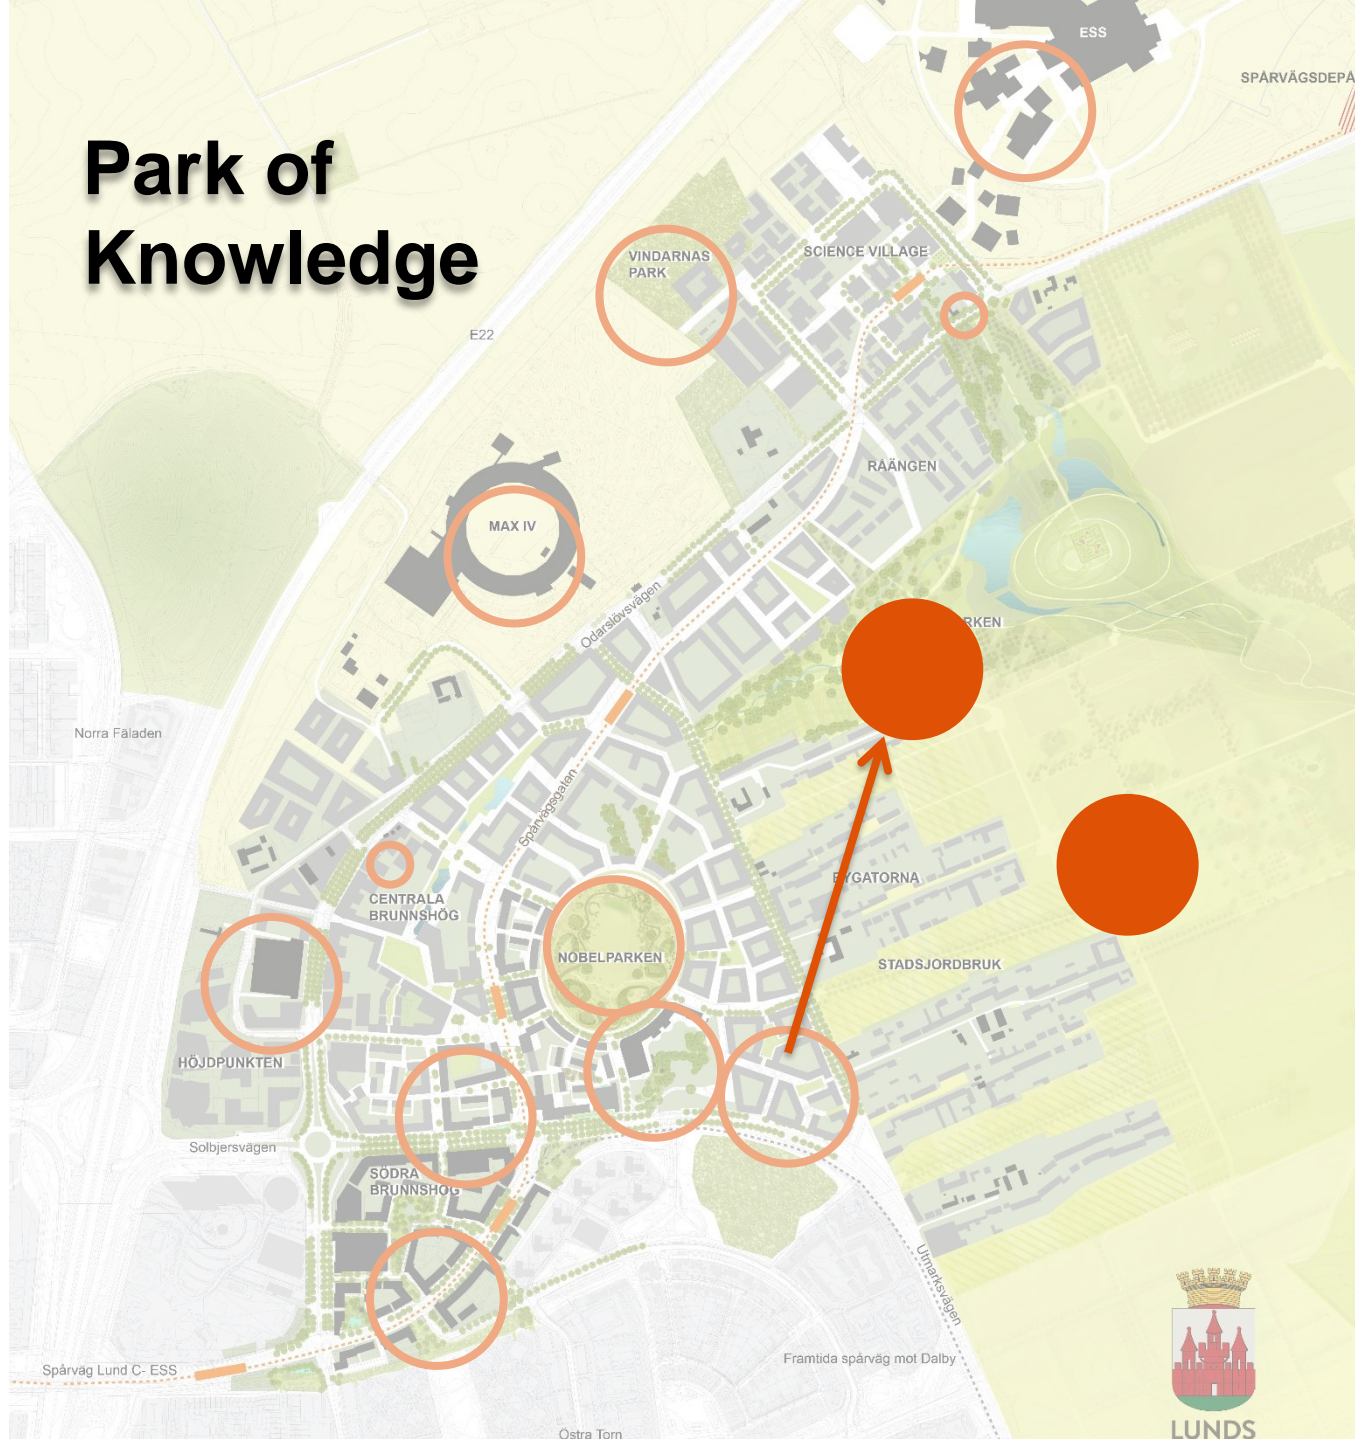 ESS
SPÅRVÄGSDEPÅ
Park of
Knowledge
VINDARNAS
PARK
SCIENCE VILLAGE
E22
RÅÄNGEN
MAX IV
Odarslövsvägen
RKEN
Norra Fäladen
Spårvägsgatan
CENTRALA
BRUNNSHÖG
BYGATORNA
NOBELPARKEN
STADSJORDBRUK
HÖJDPUNKTEN
Solbjersvägen
SÖDRA
BRUNNSHÖG
Utmarksvägen
Spårväg Lund C- ESS
Framtida spårväg mot Dalby
LUNDS
Östra Torn